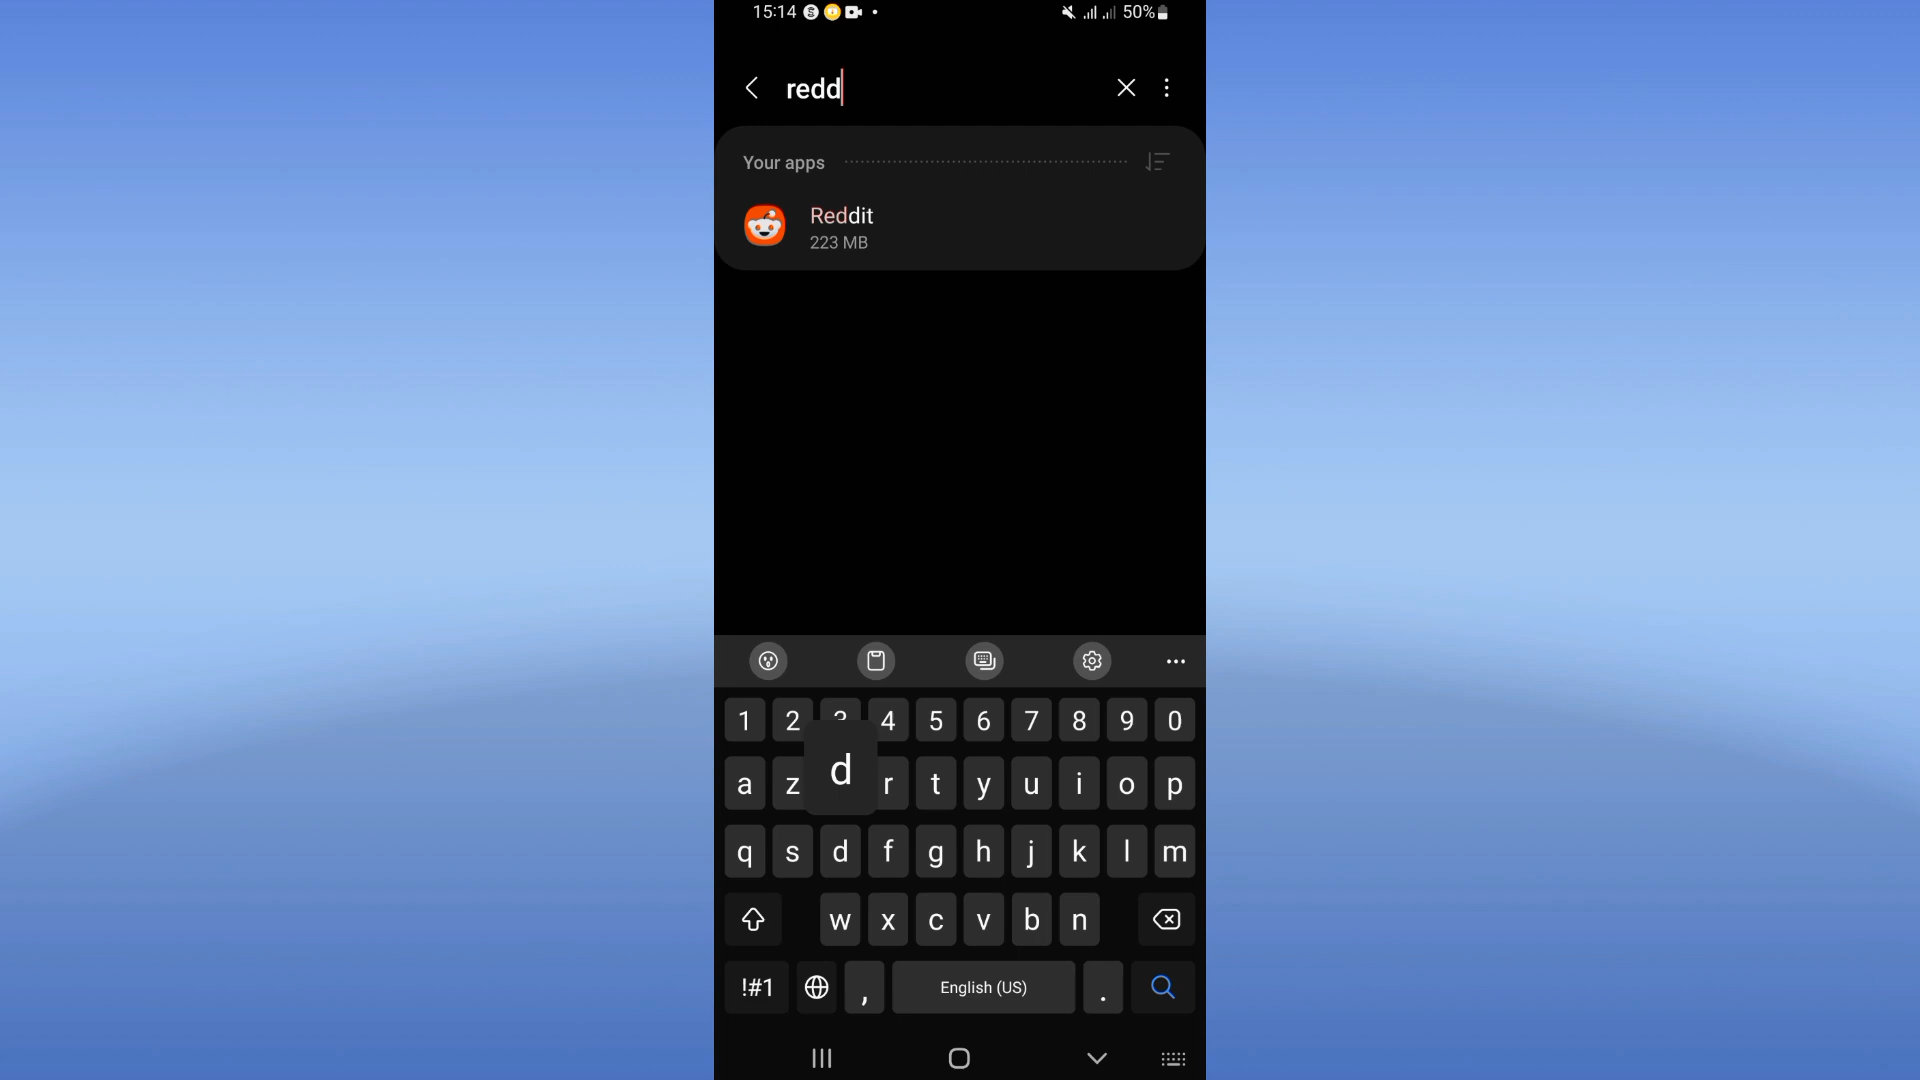 15:14
50%
redd
Your apps
Reddit
223 MB
1 2 3 4 5 6 7 8 9 0
d
a z r t y u i o p
q s d f g h j k l m
w x c v b n
!#1 , English (US) .